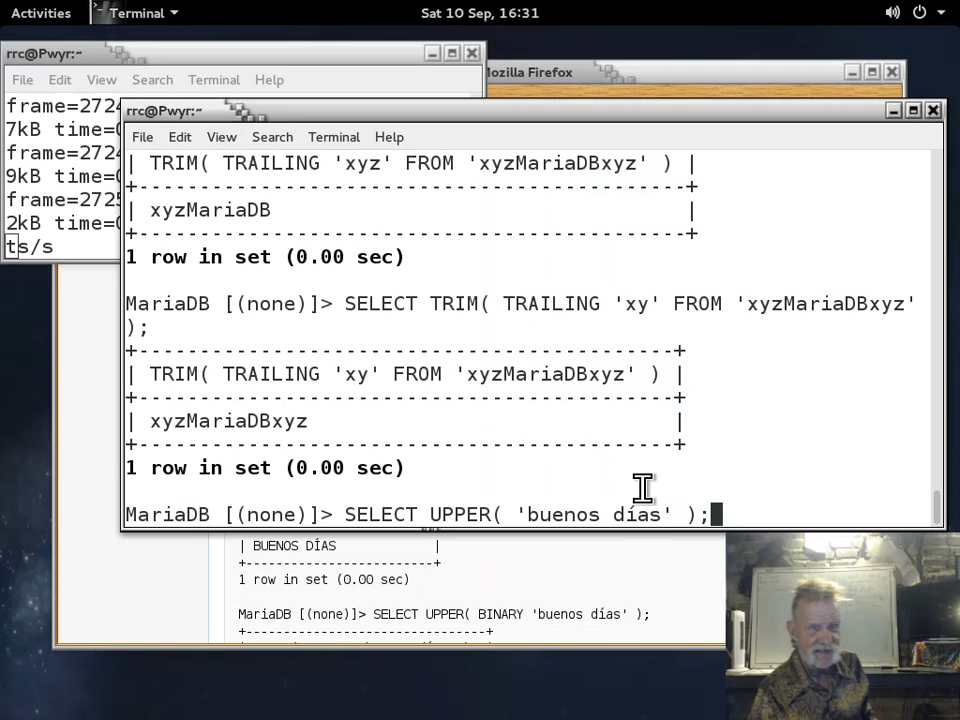 Activities Terminal Sat 10 Sep, 16:31
rrc@Pwyr:~
File Edit View Search Terminal Help
frame=2724
7kB time=0
frame=2724
9kB time=0
frame=2725
2kB time=0
ts/s
Mozilla Firefox
rrc@Pwyr:~
File Edit View Search Terminal Help
| TRIM( TRAILING 'xyz' FROM 'xyzMariaDBxyz' ) |
+---------------------------------------------+
| xyzMariaDB                                  |
+---------------------------------------------+
1 row in set (0.00 sec)
MariaDB [(none)]> SELECT TRIM( TRAILING 'xy' FROM 'xyzMariaDBxyz'
);
+--------------------------------------------+
| TRIM( TRAILING 'xy' FROM 'xyzMariaDBxyz' ) |
+--------------------------------------------+
| xyzMariaDBxyz                              |
+--------------------------------------------+
1 row in set (0.00 sec)
MariaDB [(none)]> SELECT UPPER( 'buenos días' );
| BUENOS DÍAS              |
+--------------------------+
1 row in set (0.00 sec)
MariaDB [(none)]> SELECT UPPER( BINARY 'buenos días' );
+--------------------------------+